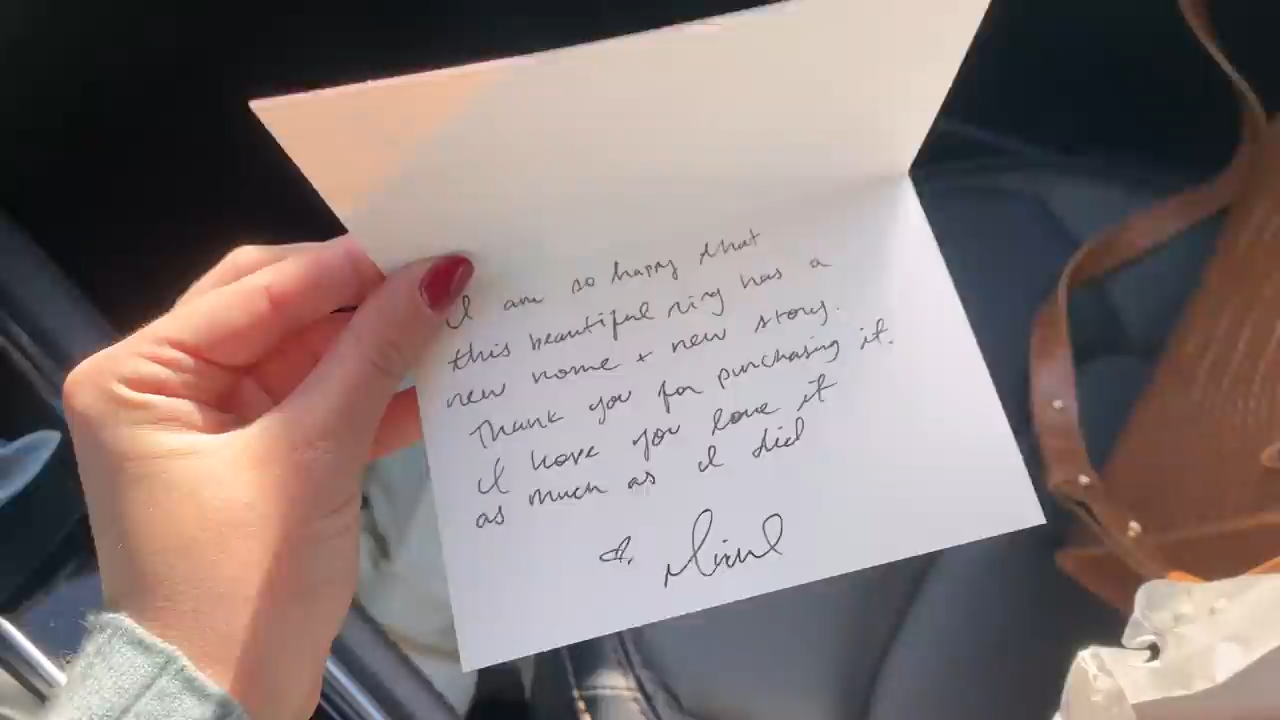 I am so happy that
this beautiful ring has a
new home + new story.
Thank you for purchasing it.
I hope you love it
as much as I did